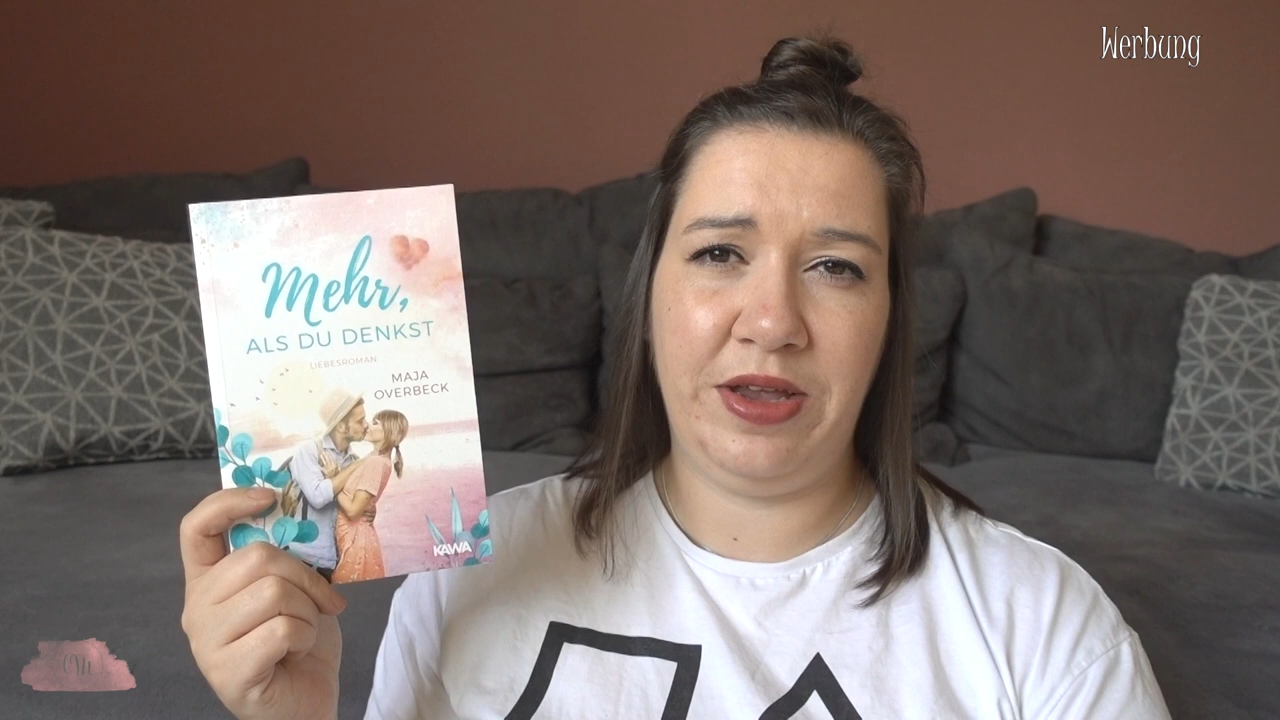 Werbung
Mehr,
ALS DU DENKST
LIEBESROMAN
MAJA
OVERBECK
KAWA